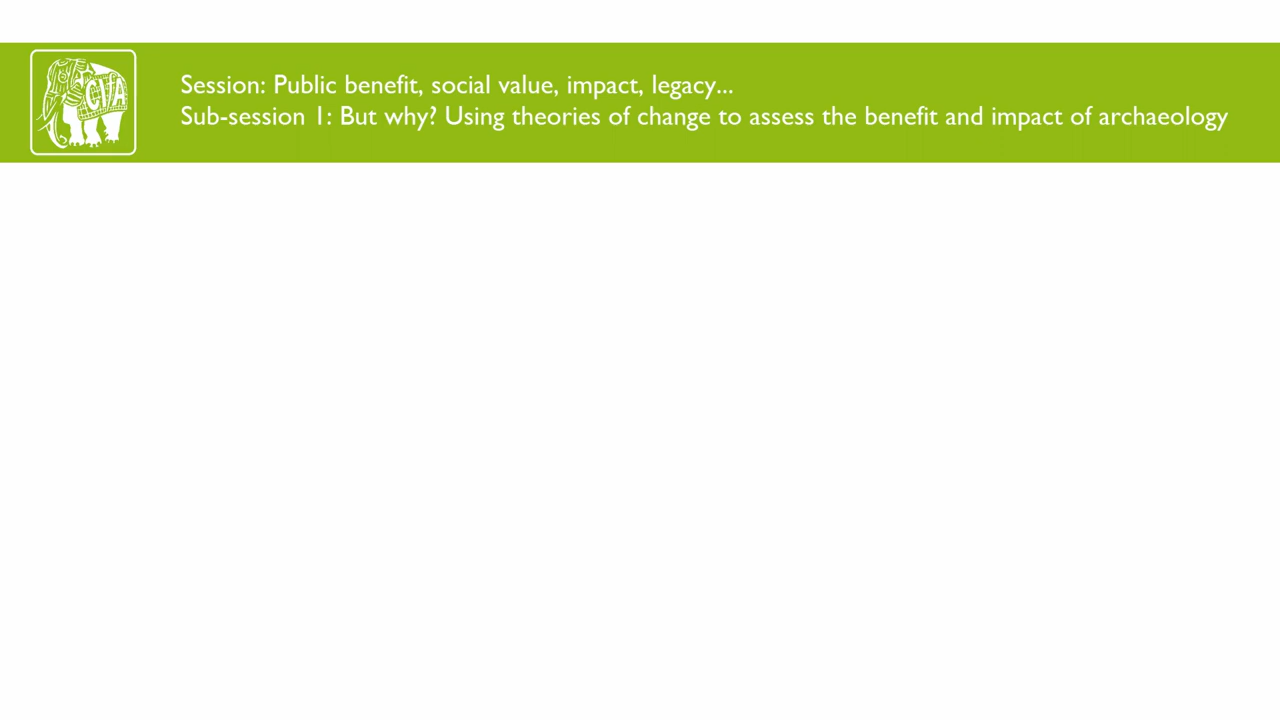 CVA
Session: Public benefit, social value, impact, legacy...
Sub-session 1: But why? Using theories of change to assess the benefit and impact of archaeology